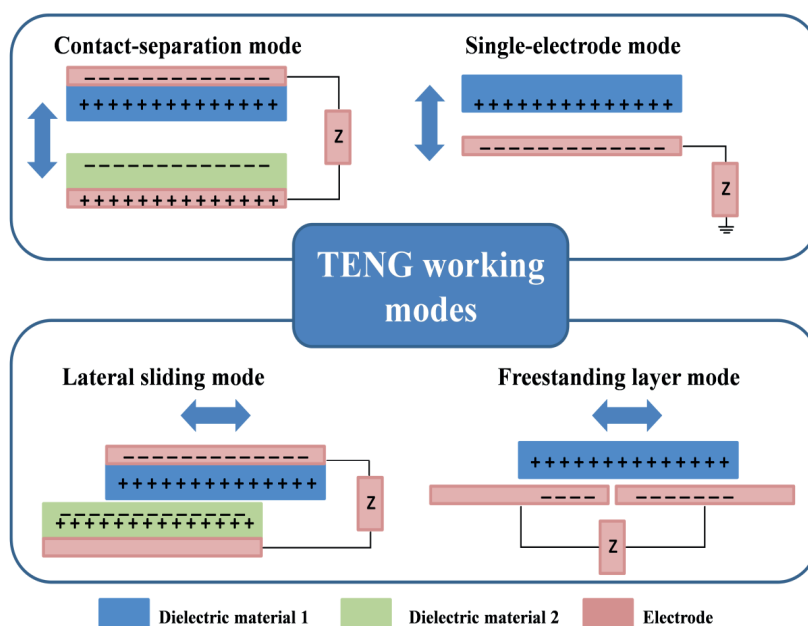 Contact-separation mode
Single-electrode mode
− − − − − − − − − − − − −
+ + + + + + + + + + + + + +
Z
− − − − − − − − − − − − −
+ + + + + + + + + + + + + +
+ + + + + + + + + + + + + +
− − − − − − − − − − − − −
Z
TENG working
modes
Lateral sliding mode
Freestanding layer mode
− − − − − − − − − − − − −
+ + + + + + + + + + + + + +
− − − − − − − − − − − − −
+ + + + + + + + + + + + + +
Z
+ + + + + + + + + + + + + +
− − − −
− − − − − − −
Z
Dielectric material 1
Dielectric material 2
Electrode